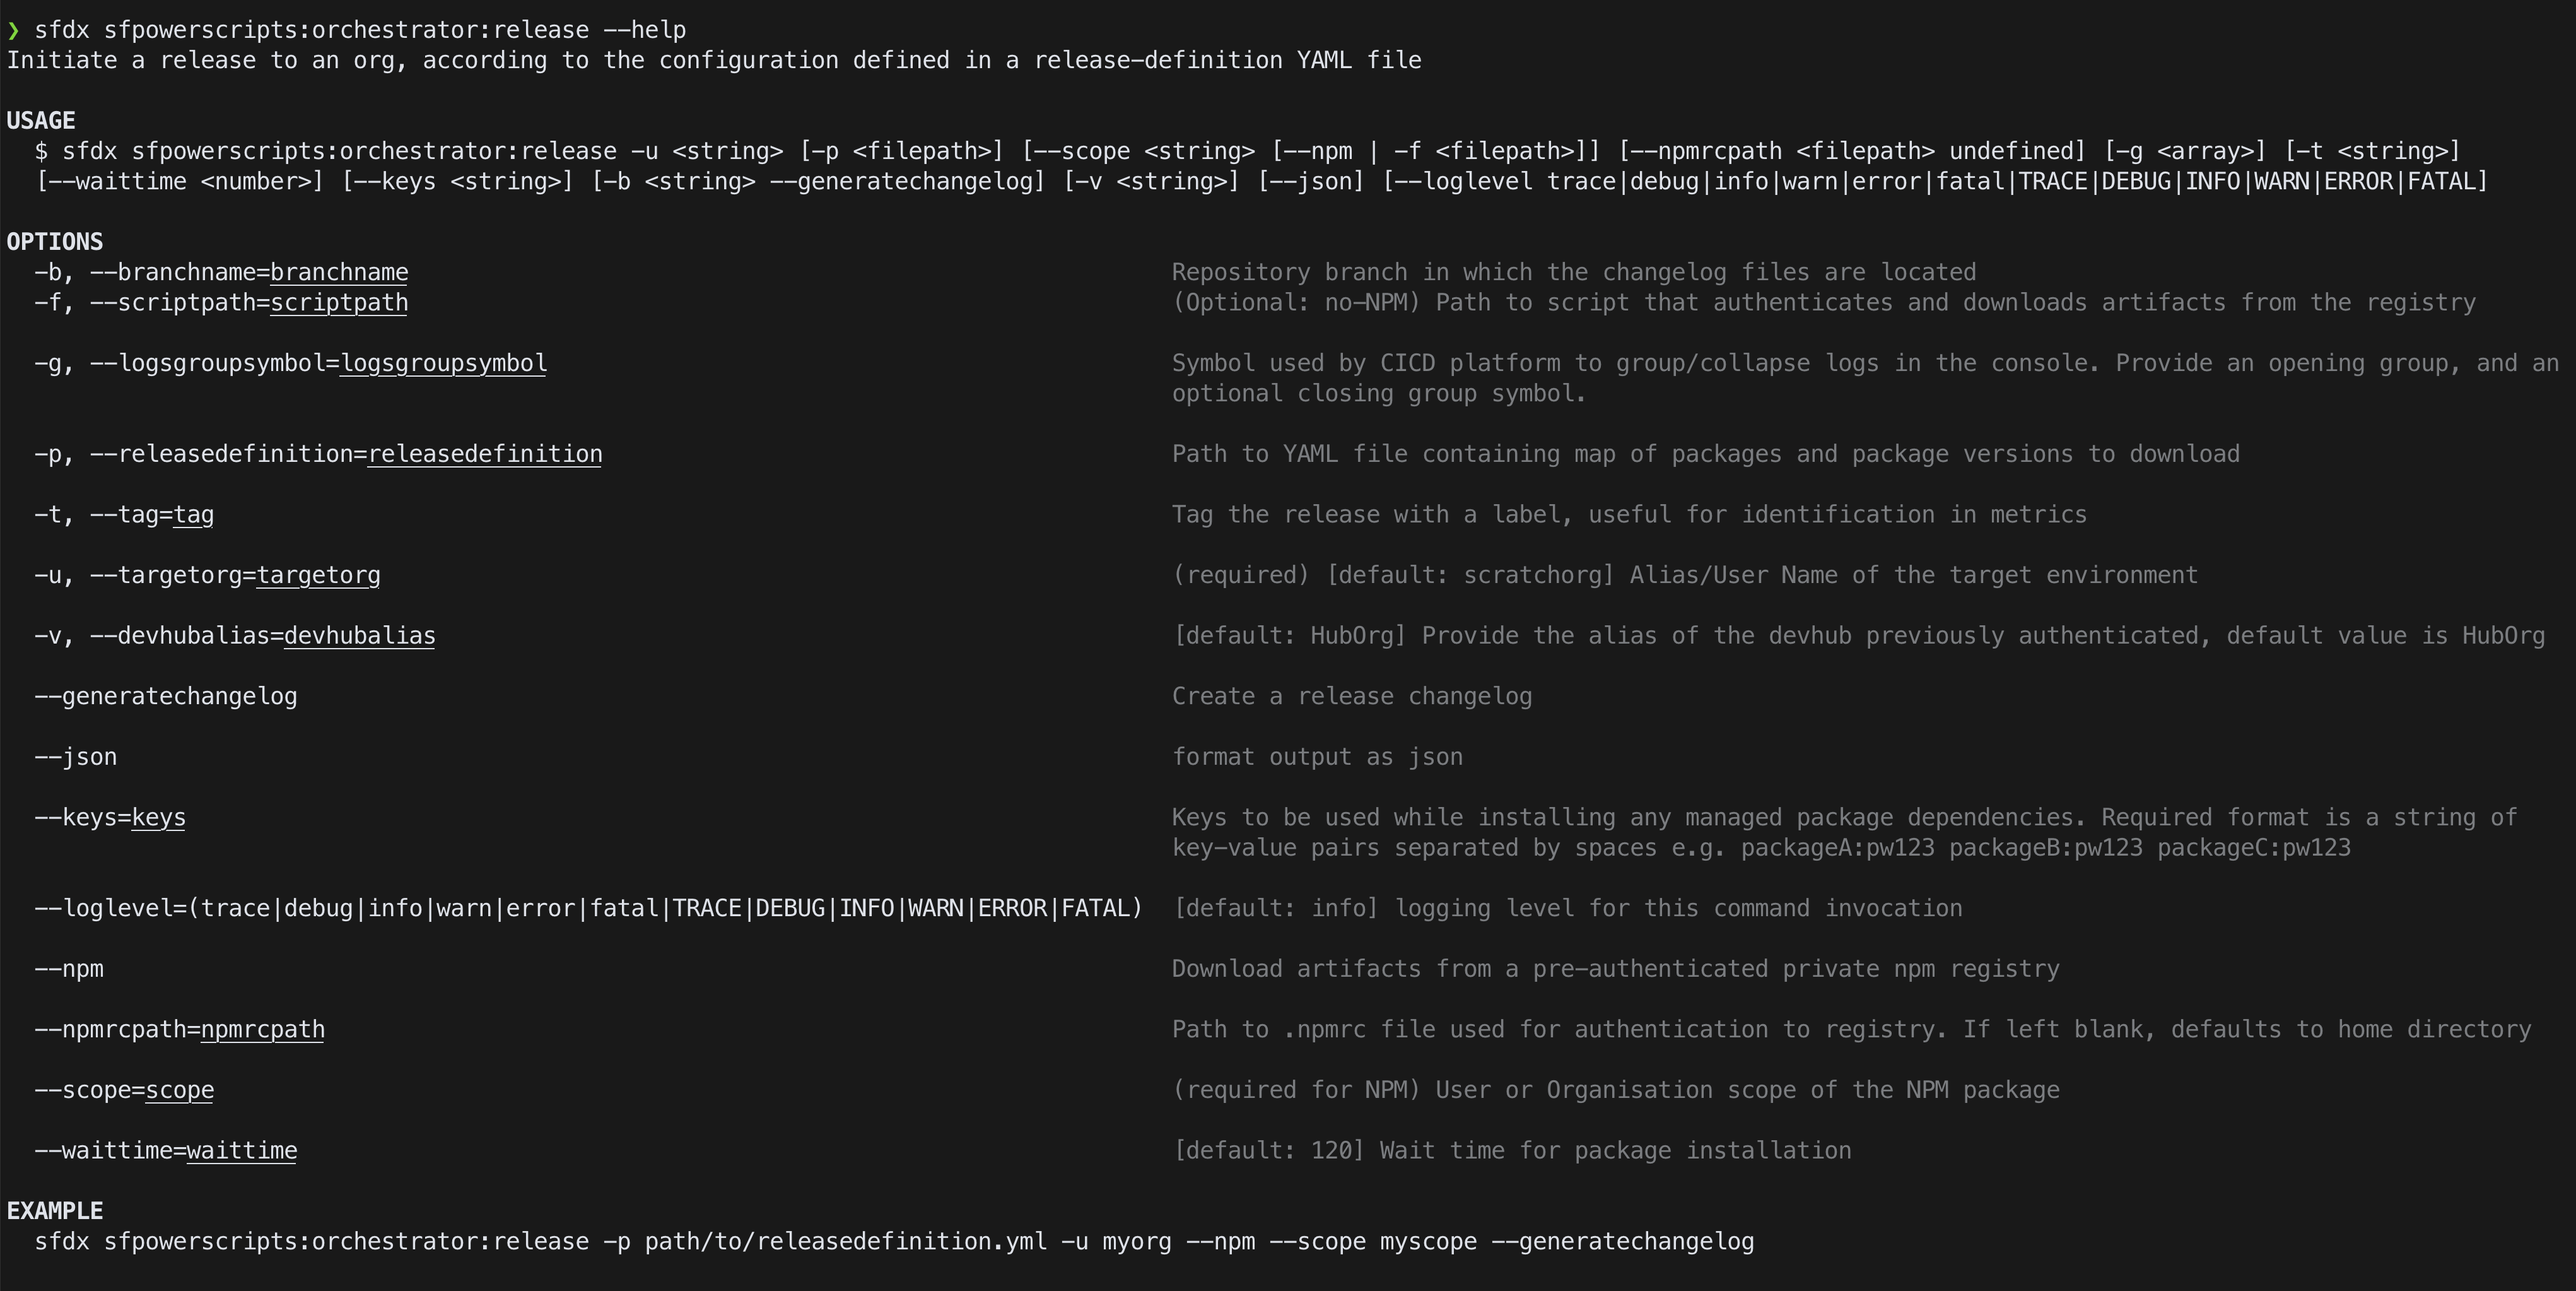 ❯ sfdx sfpowerscripts:orchestrator:release --help
Initiate a release to an org, according to the configuration defined in a release-definition YAML file
USAGE
$ sfdx sfpowerscripts:orchestrator:release -u <string> [-p <filepath>] [--scope <string> [--npm | -f <filepath>]] [--npmrcpath <filepath> undefined] [-g <array>] [-t <string>]
[--waittime <number>] [--keys <string>] [-b <string> --generatechangelog] [-v <string>] [--json] [--loglevel trace|debug|info|warn|error|fatal|TRACE|DEBUG|INFO|WARN|ERROR|FATAL]
OPTIONS
-b, --branchname=branchname Repository branch in which the changelog files are located
-f, --scriptpath=scriptpath (Optional: no-NPM) Path to script that authenticates and downloads artifacts from the registry
-g, --logsgroupsymbol=logsgroupsymbol Symbol used by CICD platform to group/collapse logs in the console. Provide an opening group, and an
optional closing group symbol.
-p, --releasedefinition=releasedefinition Path to YAML file containing map of packages and package versions to download
-t, --tag=tag Tag the release with a label, useful for identification in metrics
-u, --targetorg=targetorg (required) [default: scratchorg] Alias/User Name of the target environment
-v, --devhubalias=devhubalias [default: HubOrg] Provide the alias of the devhub previously authenticated, default value is HubOrg
--generatechangelog Create a release changelog
--json format output as json
--keys=keys Keys to be used while installing any managed package dependencies. Required format is a string of
key-value pairs separated by spaces e.g. packageA:pw123 packageB:pw123 packageC:pw123
--loglevel=(trace|debug|info|warn|error|fatal|TRACE|DEBUG|INFO|WARN|ERROR|FATAL) [default: info] logging level for this command invocation
--npm Download artifacts from a pre-authenticated private npm registry
--npmrcpath=npmrcpath Path to .npmrc file used for authentication to registry. If left blank, defaults to home directory
--scope=scope (required for NPM) User or Organisation scope of the NPM package
--waittime=waittime [default: 120] Wait time for package installation
EXAMPLE
sfdx sfpowerscripts:orchestrator:release -p path/to/releasedefinition.yml -u myorg --npm --scope myscope --generatechangelog